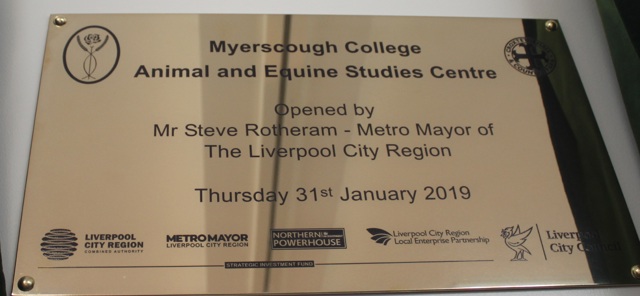 Myerscough College
Animal and Equine Studies Centre
Opened by
Mr Steve Rotheram - Metro Mayor of
The Liverpool City Region
Thursday 31st January 2019
LIVERPOOL
CITY REGION
COMBINED AUTHORITY
METROMAYOR
LIVERPOOL CITY REGION
NORTHERN
POWERHOUSE
Liverpool City Region
Local Enterprise Partnership
Liverpool
City
STRATEGIC INVESTMENT FUND